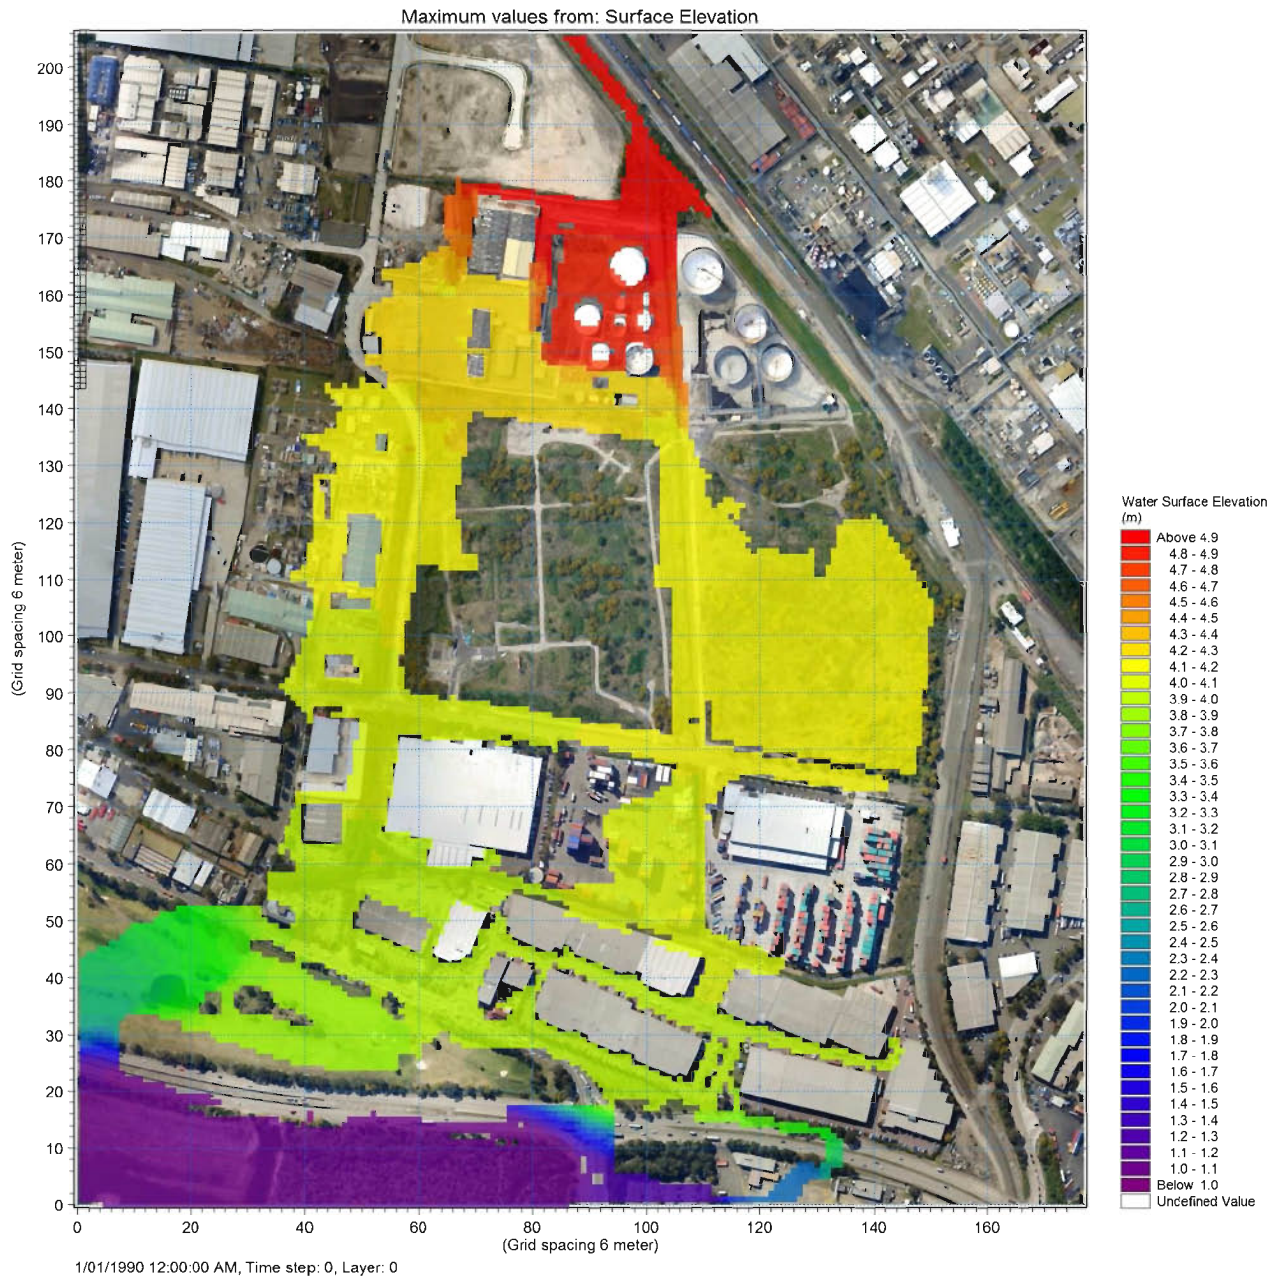 Maximum values from: Surface Elevation
200
190
180
170
160
150
140
130
120
110
100
90
80
70
60
50
40
30
20
10
0
(Grid spacing 6 meter)
0 20 40 60 80 100 120 140 160
(Grid spacing 6 meter)
1/01/1990 12:00:00 AM, Time step: 0, Layer: 0
Water Surface Elevation
(m)
Above 4.9
4.8 - 4.9
4.7 - 4.8
4.6 - 4.7
4.5 - 4.6
4.4 - 4.5
4.3 - 4.4
4.2 - 4.3
4.1 - 4.2
4.0 - 4.1
3.9 - 4.0
3.8 - 3.9
3.7 - 3.8
3.6 - 3.7
3.5 - 3.6
3.4 - 3.5
3.3 - 3.4
3.2 - 3.3
3.1 - 3.2
3.0 - 3.1
2.9 - 3.0
2.8 - 2.9
2.7 - 2.8
2.6 - 2.7
2.5 - 2.6
2.4 - 2.5
2.3 - 2.4
2.2 - 2.3
2.1 - 2.2
2.0 - 2.1
1.9 - 2.0
1.8 - 1.9
1.7 - 1.8
1.6 - 1.7
1.5 - 1.6
1.4 - 1.5
1.3 - 1.4
1.2 - 1.3
1.1 - 1.2
1.0 - 1.1
Below 1.0
Undefined Value